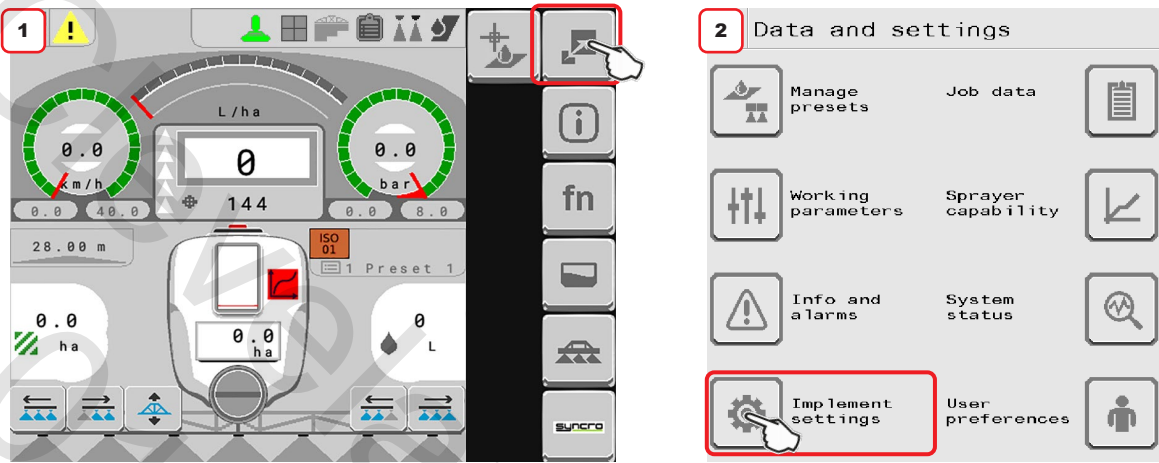 1
!
L/ha
0.0
km/h
0
0.0
bar
0.0
40.0
144
0.0
8.0
28.00 m
ISO
01
1 Preset 1
0.0
ha
0.0
ha
0
L
i
fn
syncro
2
Data and settings
Manage
presets
Job data
Working
parameters
Sprayer
capability
Info and
alarms
System
status
Implement
settings
User
preferences